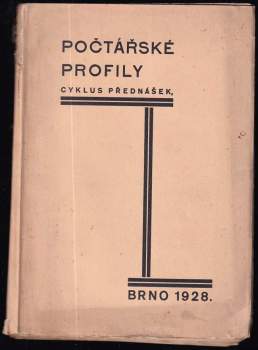 POČTÁŘSKÉ
PROFILY
CYKLUS PŘEDNÁŠEK,
BRNO 1928.